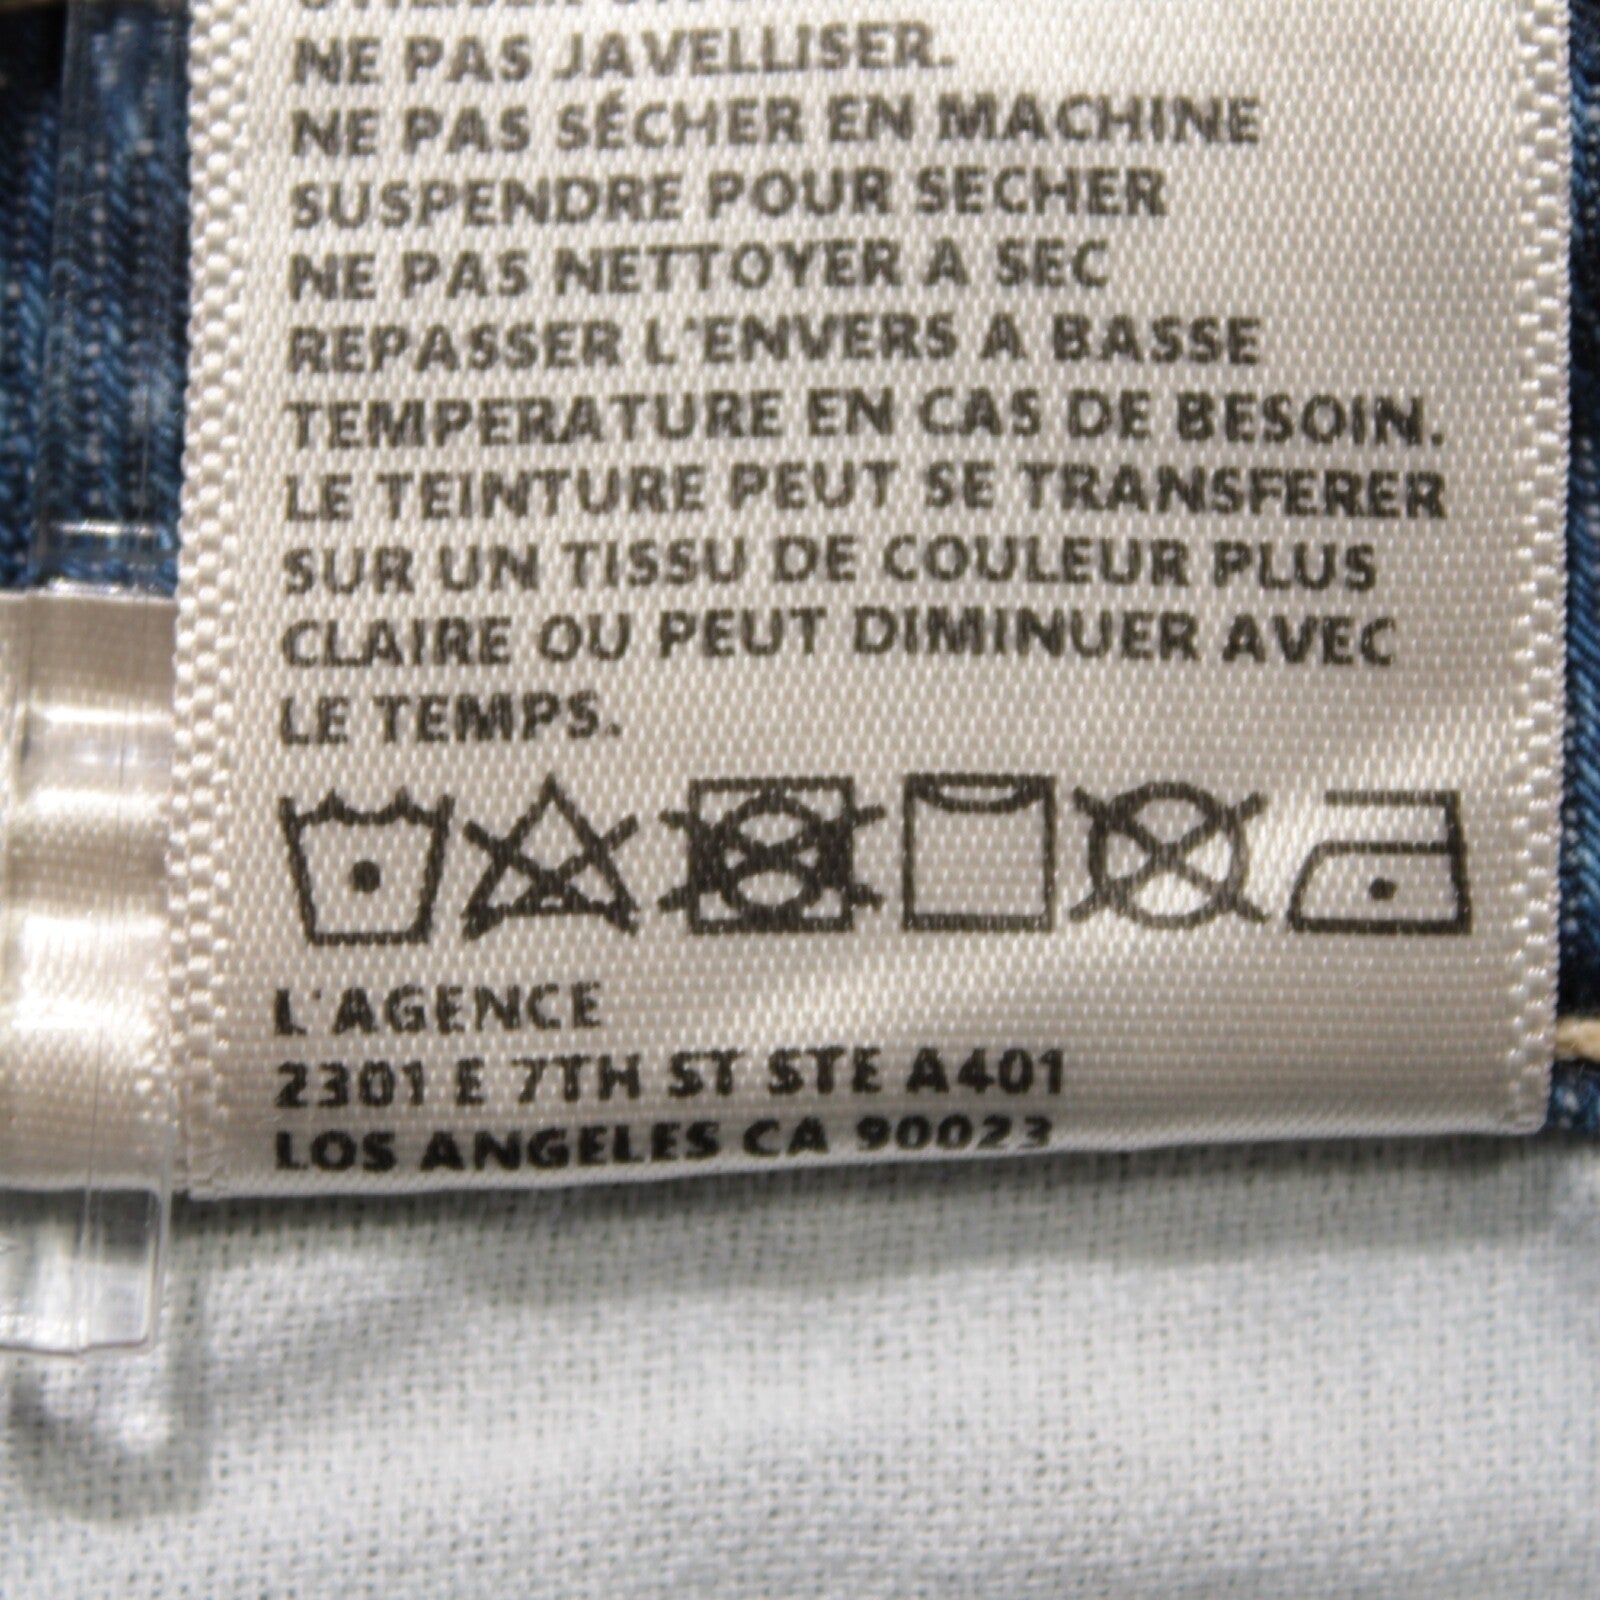 NE PAS JAVELLISER.
NE PAS SÉCHER EN MACHINE
SUSPENDRE POUR SECHER
NE PAS NETTOYER A SEC
REPASSER L'ENVERS A BASSE
TEMPERATURE EN CAS DE BESOIN.
LE TEINTURE PEUT SE TRANSFERER
SUR UN TISSU DE COULEUR PLUS
CLAIRE OU PEUT DIMINUER AVEC
LE TEMPS.
L'AGENCE
2301 E 7TH ST STE A401
LOS ANGELES CA 90023